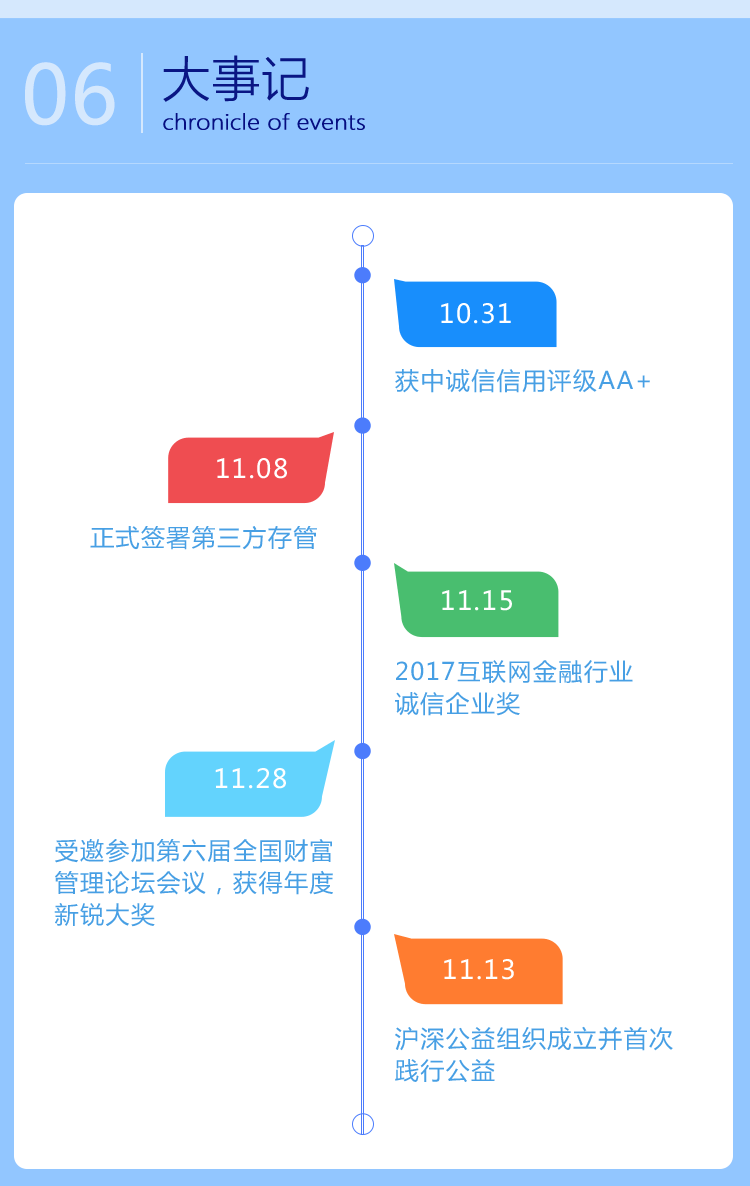 06
大事记
chronicle of events
10.31
获中诚信信用评级AA+
11.08
正式签署第三方存管
11.15
2017互联网金融行业
诚信企业奖
11.28
受邀参加第六届全国财富
管理论坛会议，获得年度
新锐大奖
11.13
沪深公益组织成立并首次
践行公益